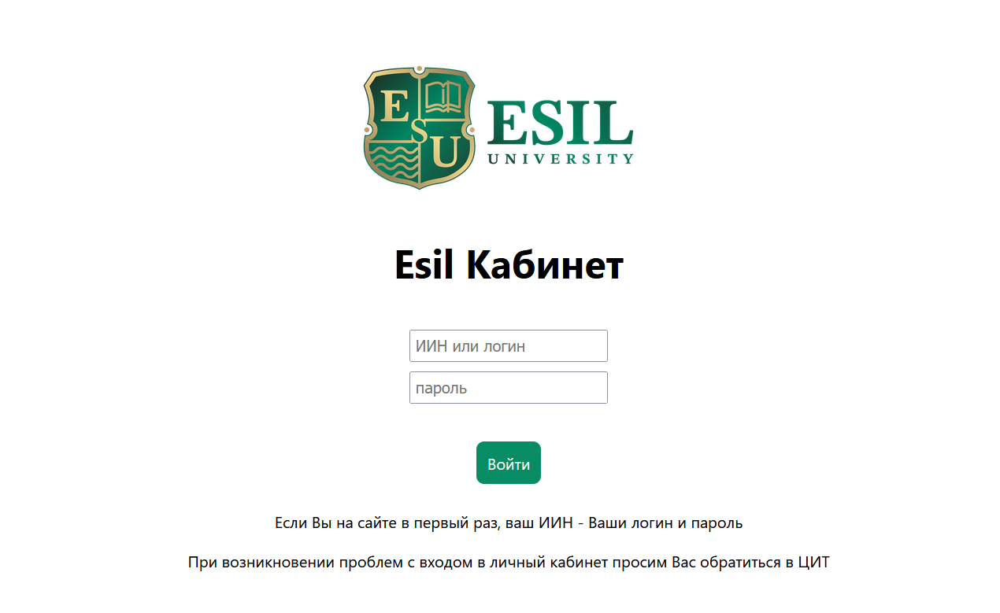 E
S
U
ESIL
UNIVERSITY
Esil Кабинет
ИИН или логин
пароль
Войти
Если Вы на сайте в первый раз, ваш ИИН - Ваши логин и пароль
При возникновении проблем с входом в личный кабинет просим Вас обратиться в ЦИТ